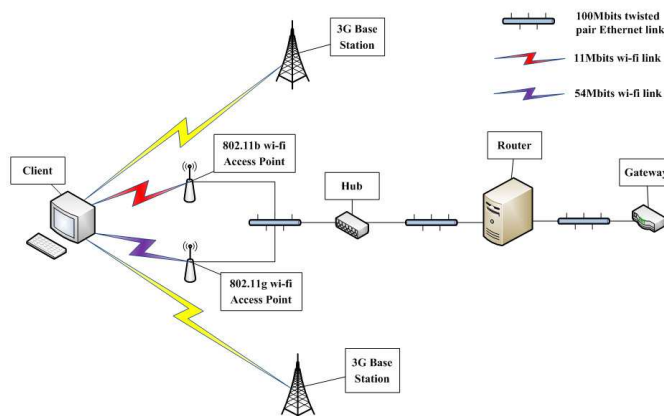 3G Base
Station
100Mbits twisted
pair Ethernet link
11Mbits wi-fi link
54Mbits wi-fi link
802.11b wi-fi
Access Point
Client
Router
Hub
Gateway
802.11g wi-fi
Access Point
3G Base
Station